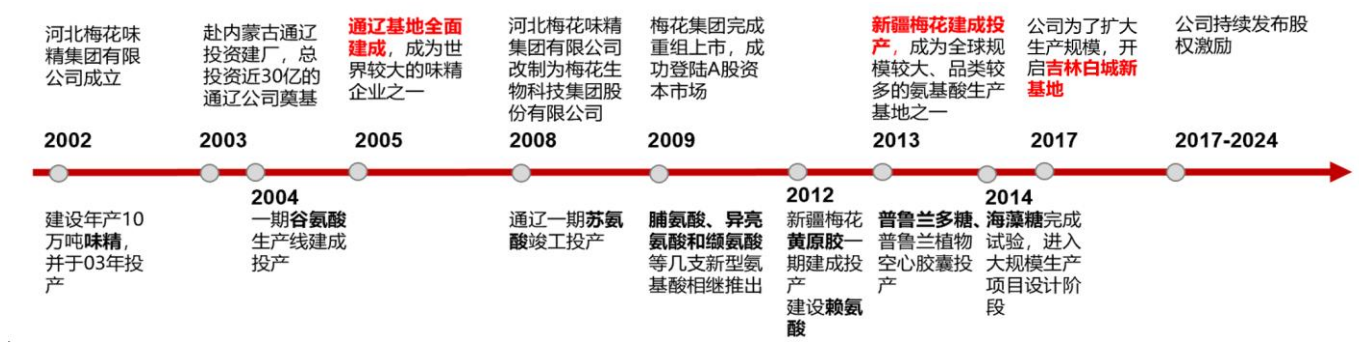 河北梅花味
精集团有限
公司成立
赴内蒙古通辽
投资建厂，总
投资近30亿的
通辽公司奠基
通辽基地全面
建成，成为世
界较大的味精
企业之一
河北梅花味精
集团有限公司
改制为梅花生
物科技集团股
份有限公司
梅花集团完成
重组上市，成
功登陆A股资
本市场
新疆梅花建成投
产，成为全球规
模较大、品类较
多的氨基酸生产
基地之一
公司为了扩大
生产规模，开
启吉林白城新
基地
公司持续发布股
权激励
2002
2003
2005
2008
2009
2013
2017
2017-2024
建设年产10
万吨味精，
并于03年投
产
2004
一期谷氨酸
生产线建成
投产
通辽一期苏氨
酸竣工投产
脯氨酸、异亮
氨酸和缬氨酸
等几支新型氨
基酸相继推出
2012
新疆梅花
黄原胶一
期建成投
产
建设赖氨
酸
普鲁兰多糖、
普鲁兰植物
空心胶囊投
产
2014
海藻糖完成
试验，进入
大规模生产
项目设计阶
段